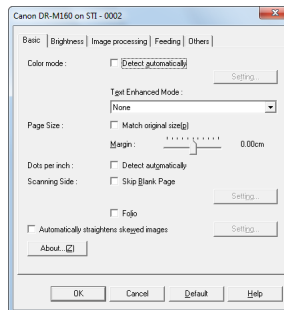 Canon DR-M160 on STI - 0002
Basic Brightness Image processing Feeding Others
Color mode : Detect automatically
Setting...
Text Enhanced Mode :
None
Page Size : Match original size(p)
Margin : 0.00cm
Dots per inch : Detect automatically
Scanning Side : Skip Blank Page
Setting...
Folio
Automatically straightens skewed images Setting...
About...(Z)
OK Cancel Default Help